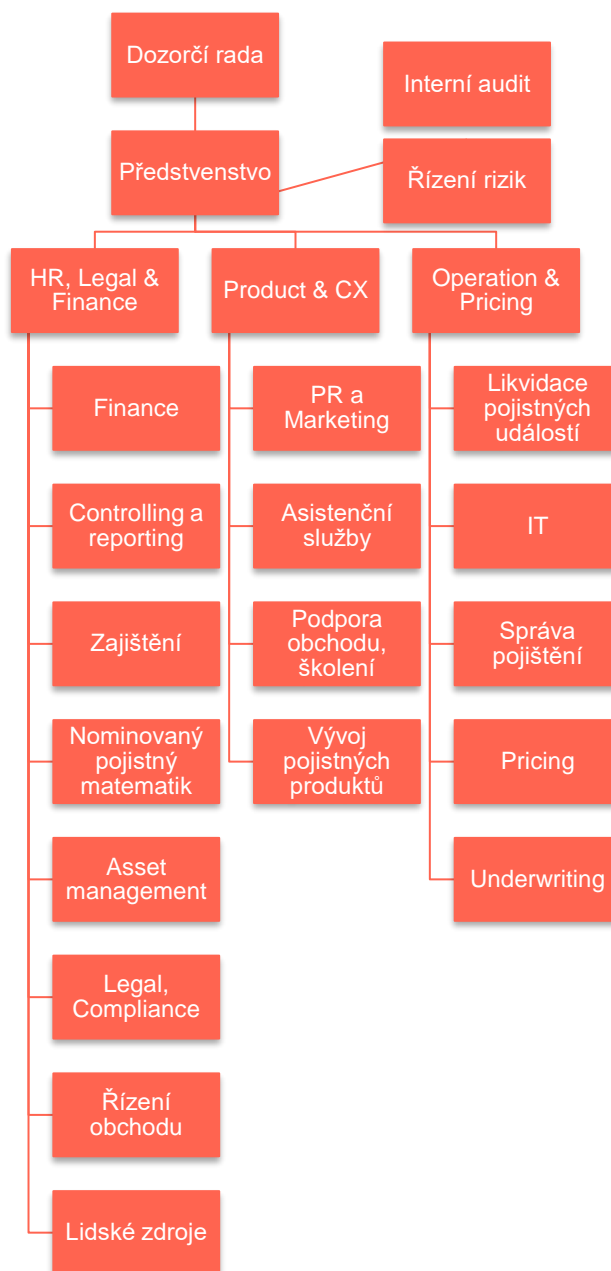 Dozorčí rada
Interní audit
Předstvenstvo
Řízení rizik
HR, Legal &
Finance
Product & CX
Operation &
Pricing
Finance
PR a
Marketing
Likvidace
pojistných
událostí
Controlling a
reporting
Asistenční
služby
IT
Zajištění
Podpora
obchodu,
školení
Správa
pojištění
Nominovaný
pojistný
matematik
Vývoj
pojistných
produktů
Pricing
Asset
management
Underwriting
Legal,
Compliance
Řízení
obchodu
Lidské zdroje